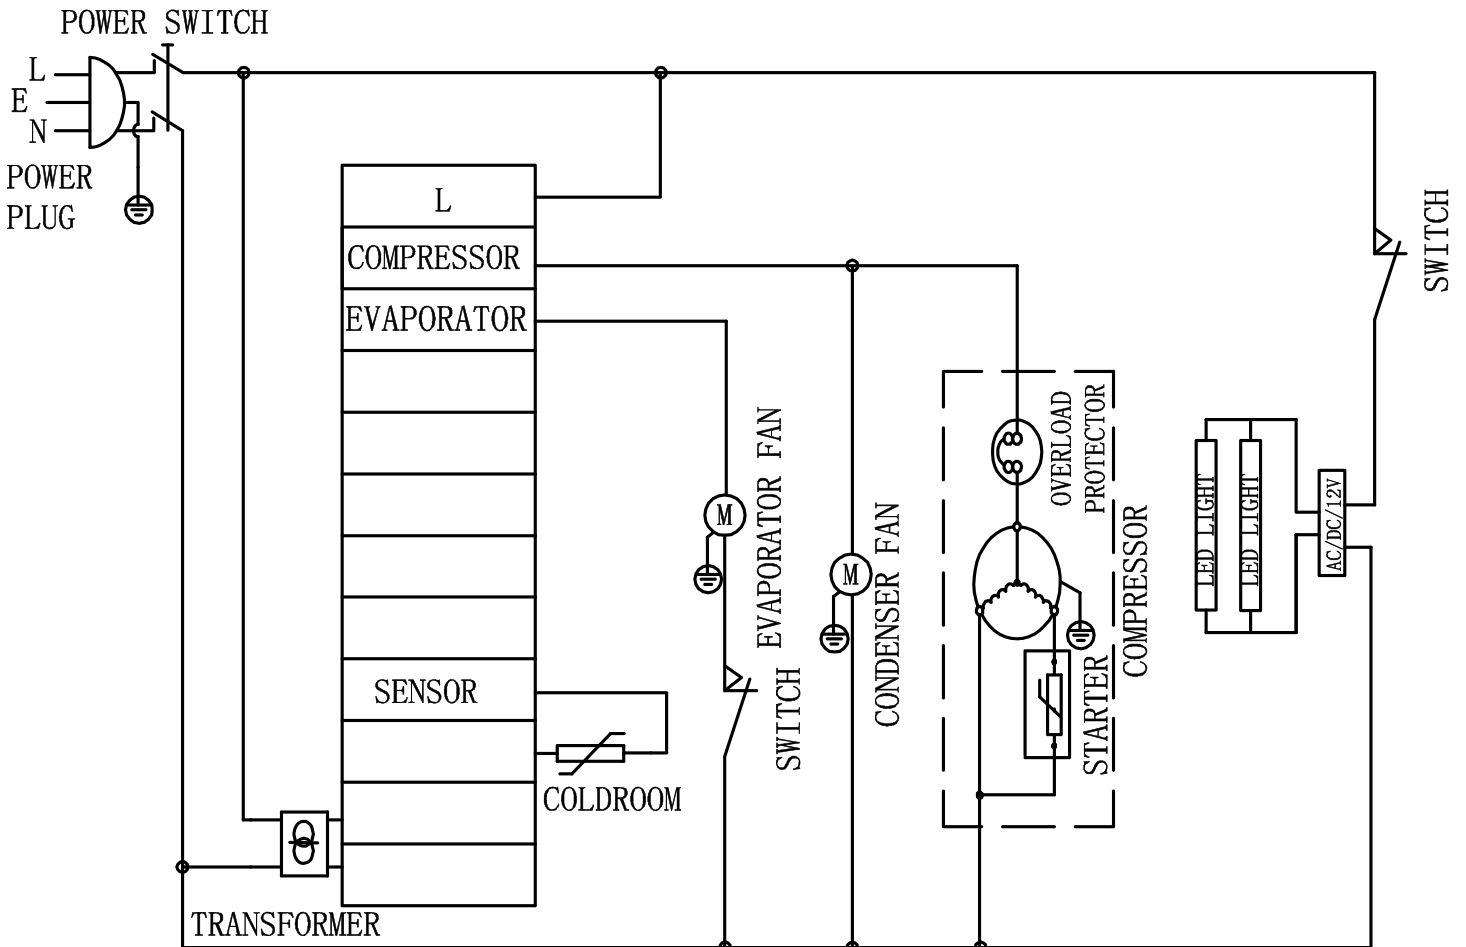 POWER SWITCH
L
E
N
POWER
PLUG
L
COMPRESSOR
EVAPORATOR
SENSOR
COLDROOM
TRANSFORMER
M
EVAPORATOR FAN
SWITCH
M
CONDENSER FAN
OVERLOAD
PROTECTOR
COMPRESSOR
STARTER
LED LIGHT
LED LIGHT
AC/DC/12V
SWITCH